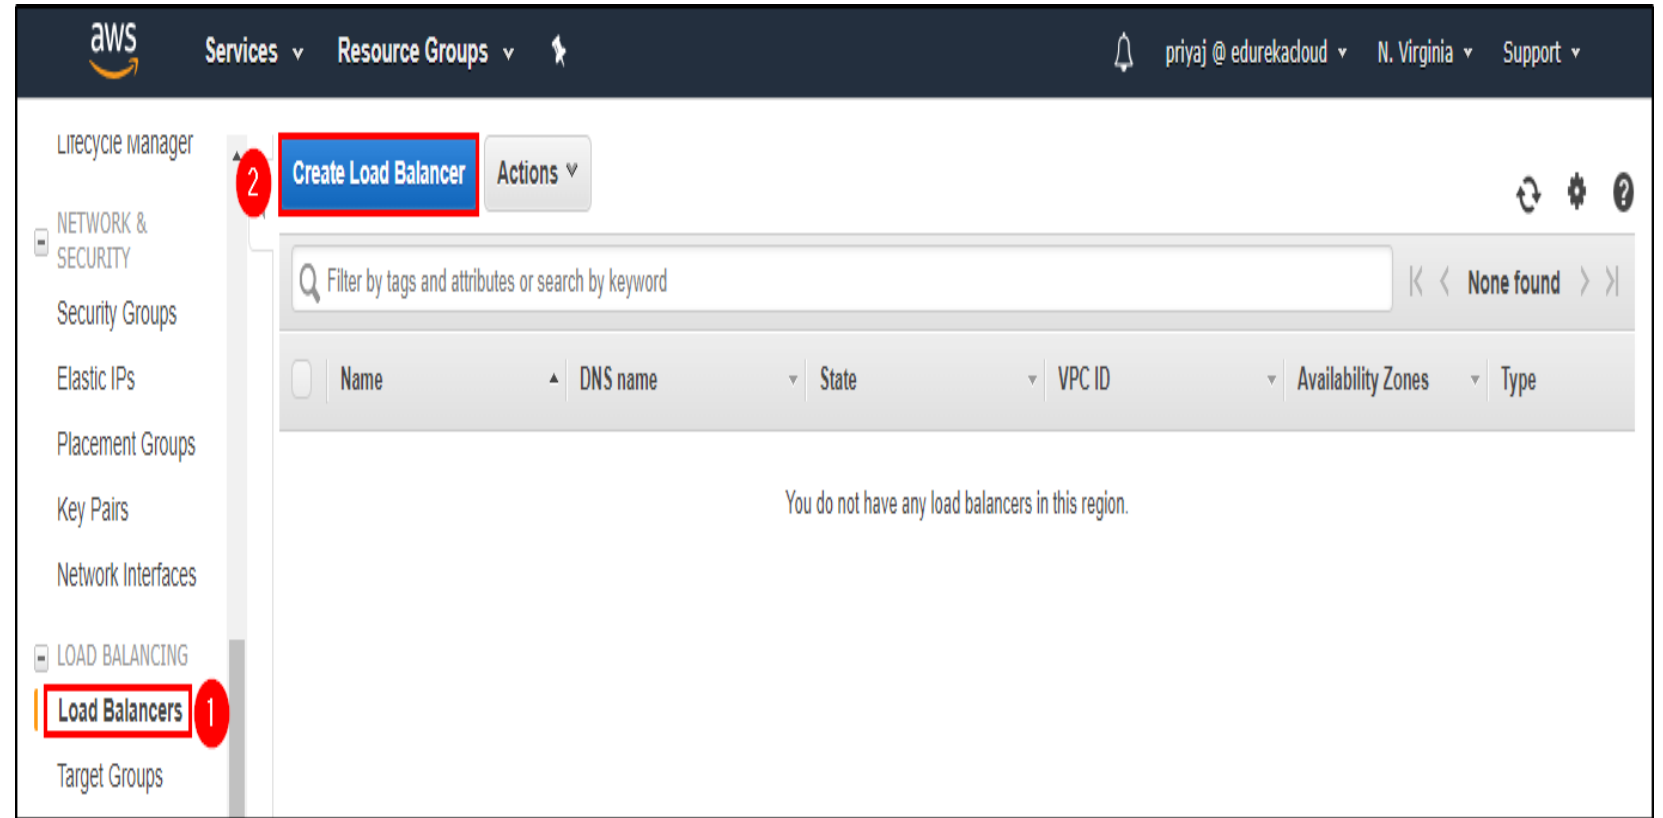 aws Services Resource Groups priyaj @ edurekacloud N. Virginia Support
Lifecycle Manager
NETWORK &
SECURITY
Security Groups
Elastic IPs
Placement Groups
Key Pairs
Network Interfaces
LOAD BALANCING
Load Balancers 1
Target Groups
2 Create Load Balancer Actions
Filter by tags and attributes or search by keyword None found
Name DNS name State VPC ID Availability Zones Type
You do not have any load balancers in this region.